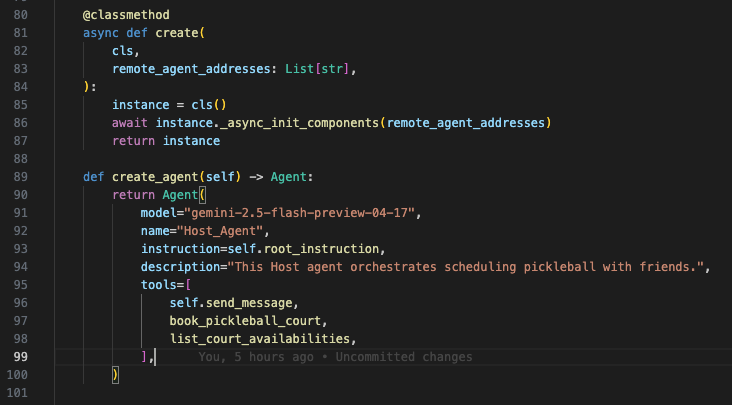 80 @classmethod
81 async def create(
82 cls,
83 remote_agent_addresses: List[str],
84 ):
85 instance = cls()
86 await instance._async_init_components(remote_agent_addresses)
87 return instance
88
89 def create_agent(self) -> Agent:
90 return Agent(
91 model="gemini-2.5-flash-preview-04-17",
92 name="Host_Agent",
93 instruction=self.root_instruction,
94 description="This Host agent orchestrates scheduling pickleball with friends.",
95 tools=[
96 self.send_message,
97 book_pickleball_court,
98 list_court_availabilities,
99 ], You, 5 hours ago • Uncommitted changes
100 )
101